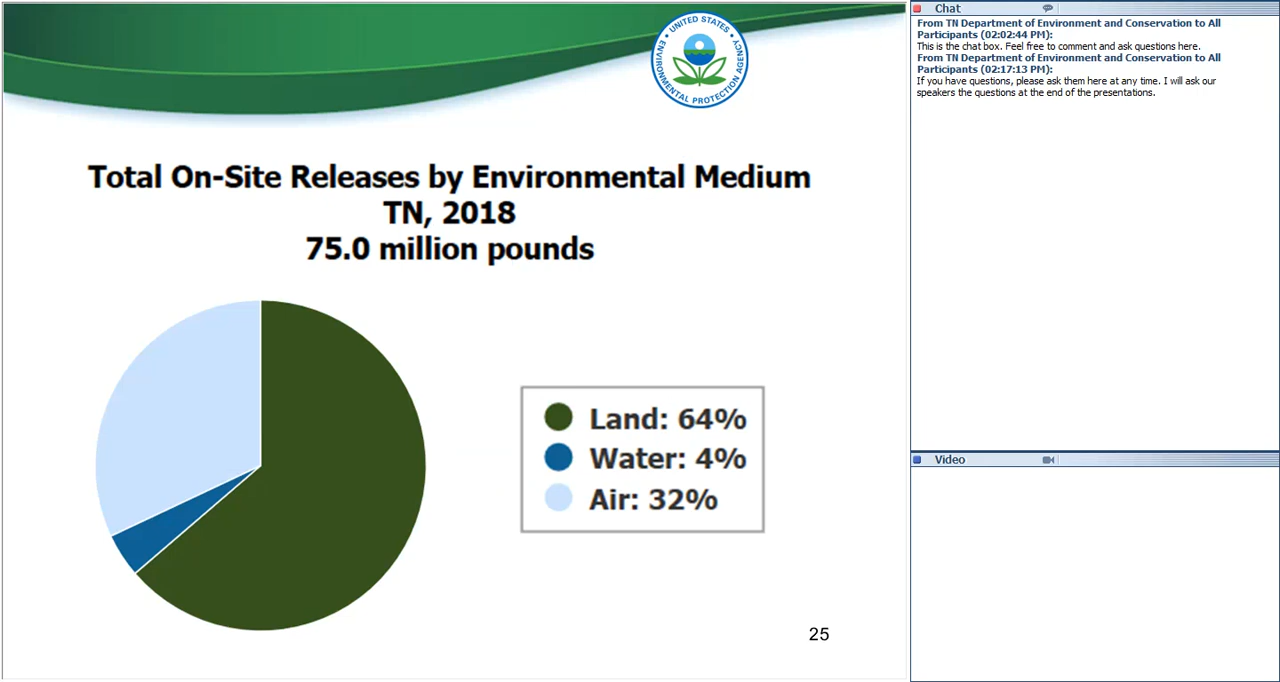 UNITED STATES
ENVIRONMENTAL PROTECTION AGENCY
Total On-Site Releases by Environmental Medium
TN, 2018
75.0 million pounds
Land: 64%
Water: 4%
Air: 32%
25
Chat
From TN Department of Environment and Conservation to All
Participants (02:02:44 PM):
This is the chat box. Feel free to comment and ask questions here.
From TN Department of Environment and Conservation to All
Participants (02:17:13 PM):
If you have questions, please ask them here at any time. I will ask our
speakers the questions at the end of the presentations.
Video